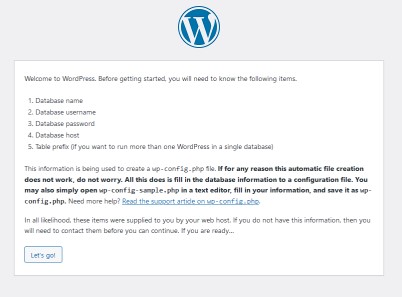 Welcome to WordPress. Before getting started, you will need to know the following items.
1. Database name
2. Database username
3. Database password
4. Database host
5. Table prefix (if you want to run more than one WordPress in a single database)
This information is being used to create a wp-config.php file. If for any reason this automatic file creation
does not work, do not worry. All this does is fill in the database information to a configuration file. You
may also simply open wp-config-sample.php in a text editor, fill in your information, and save it as wp-
config.php. Need more help? Read the support article on wp-config.php.
In all likelihood, these items were supplied to you by your web host. If you do not have this information, then you
will need to contact them before you can continue. If you are ready...
Let's go!